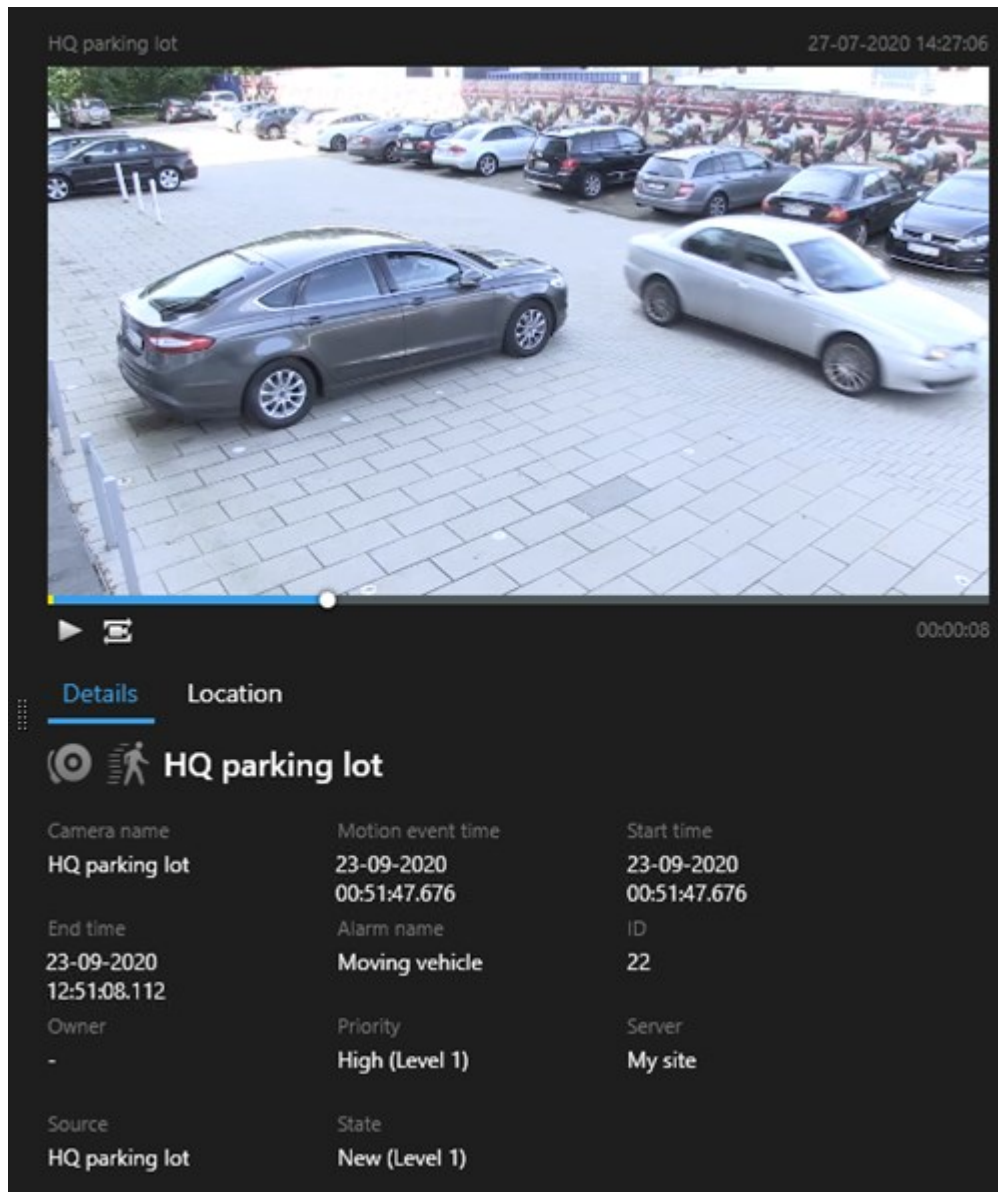 HQ parking lot 27-07-2020 14:27:06
00:00:08
Details Location
HQ parking lot
Camera name Motion event time Start time
HQ parking lot 23-09-2020 23-09-2020
00:51:47.676 00:51:47.676
End time Alarm name ID
23-09-2020 Moving vehicle 22
12:51:08.112
Owner Priority Server
- High (Level 1) My site
Source State
HQ parking lot New (Level 1)